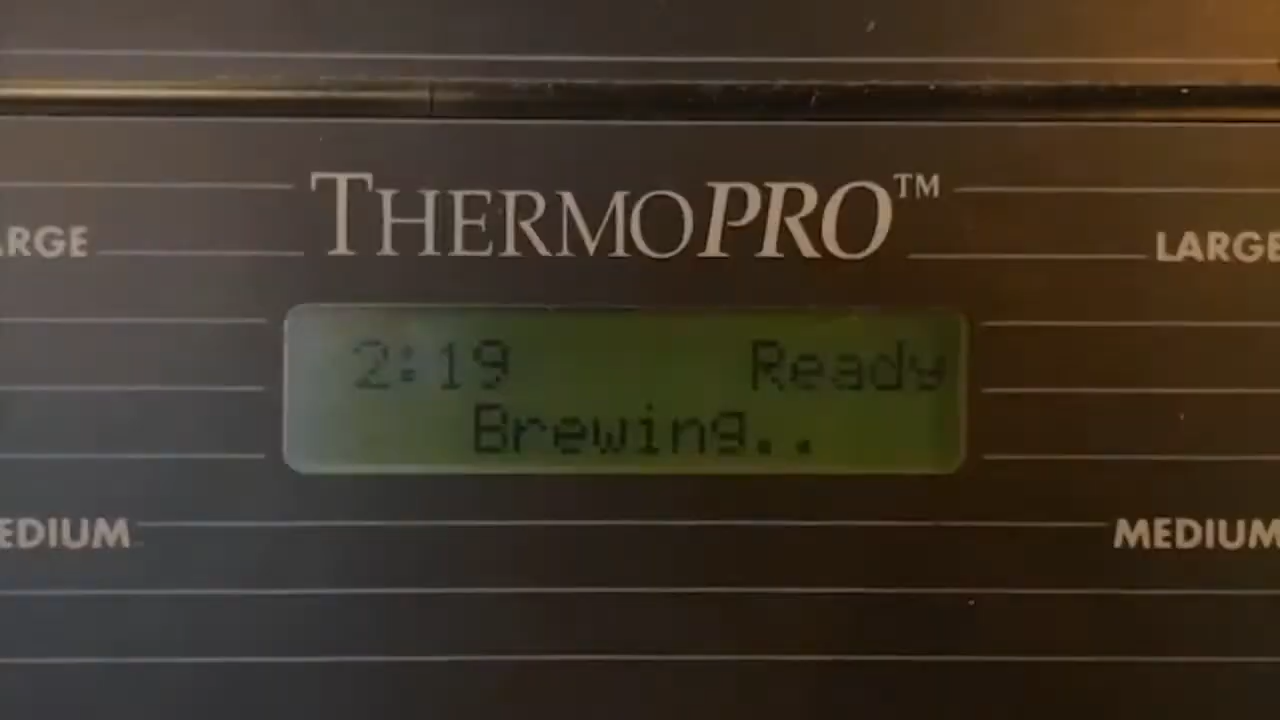 THERMOPRO™
ARGE
LARGE
2:19 Ready
Brewing..
EDIUM
MEDIUM